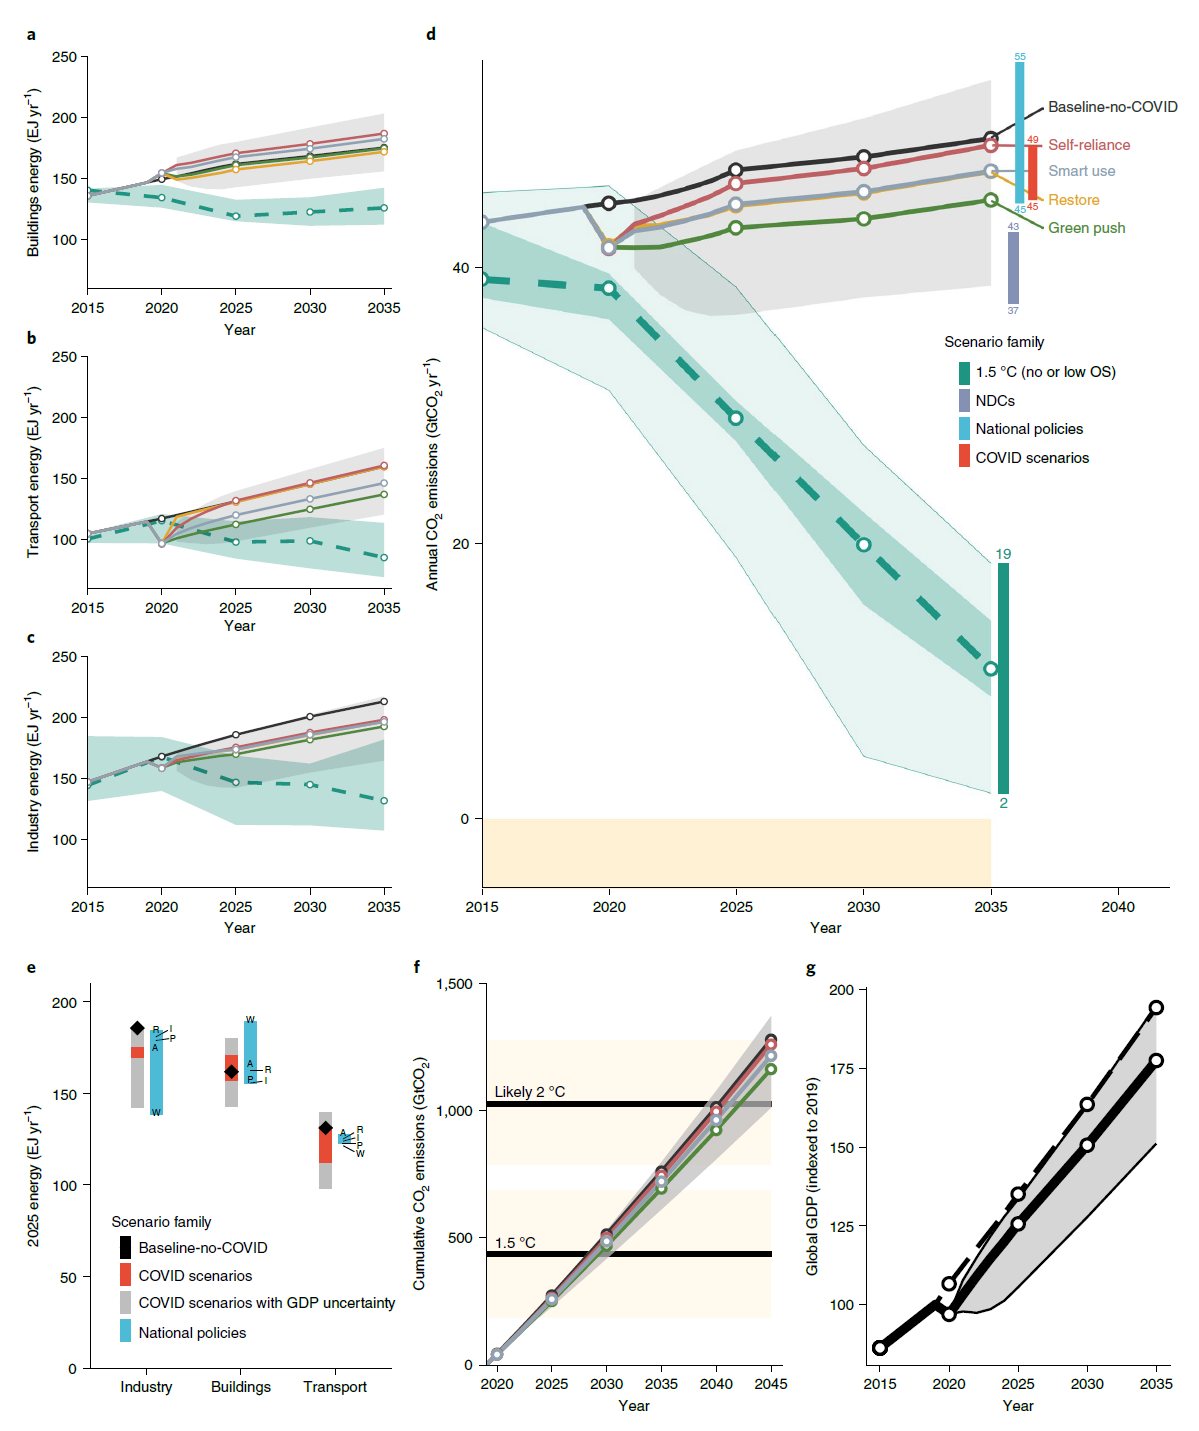 a
250
200
150
100
Buildings energy (EJ yr⁻¹)
2015 2020 2025 2030 2035
Year
b
250
200
150
100
Transport energy (EJ yr⁻¹)
2015 2020 2025 2030 2035
Year
c
250
200
150
100
Industry energy (EJ yr⁻¹)
2015 2020 2025 2030 2035
Year
d
40
20
0
Annual CO₂ emissions (GtCO₂ yr⁻¹)
2015 2020 2025 2030 2035 2040
Year
55
Baseline-no-COVID
49
Self-reliance
Smart use
Restore
45 45
Green push
43
37
Scenario family
1.5 °C (no or low OS)
NDCs
National policies
COVID scenarios
19
2
e
200
150
100
50
0
2025 energy (EJ yr⁻¹)
R I
P
A
W
W
A
R
P I
A R
I
P
W
Scenario family
Baseline-no-COVID
COVID scenarios
COVID scenarios with GDP uncertainty
National policies
Industry Buildings Transport
f
1,500
1,000
500
0
Cumulative CO₂ emissions (GtCO₂)
Likely 2 °C
1.5 °C
2020 2025 2030 2035 2040 2045
Year
g
200
175
150
125
100
Global GDP (indexed to 2019)
2015 2020 2025 2030 2035
Year